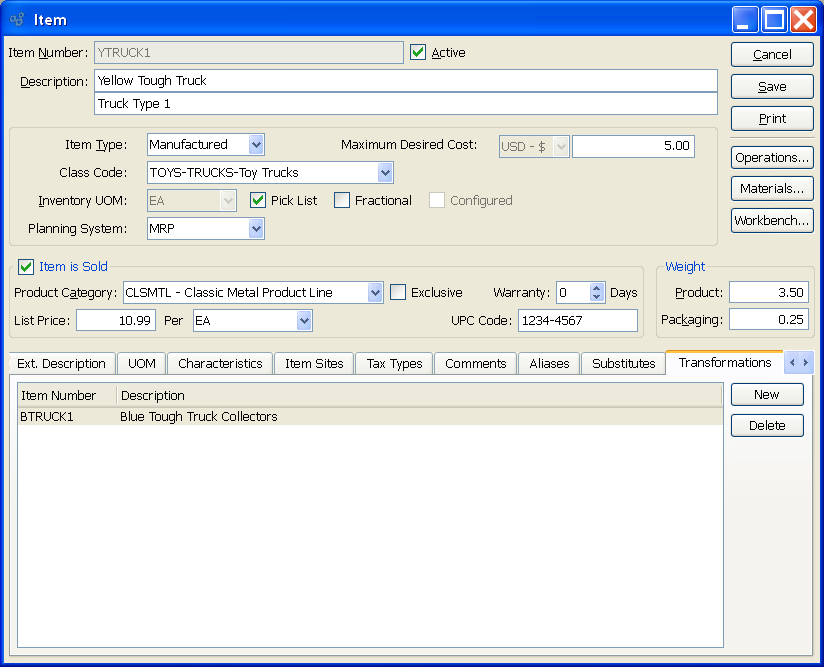 Item
Item Number: YTRUCK1 Active
Cancel
Description: Yellow Tough Truck
Save
Truck Type 1
Print
Item Type: Manufactured Maximum Desired Cost: USD - $ 5.00
Operations...
Class Code: TOYS-TRUCKS-Toy Trucks
Materials...
Inventory UOM: EA Pick List Fractional Configured
Workbench...
Planning System: MRP
Item is Sold Weight
Product Category: CLSMTL - Classic Metal Product Line Exclusive Warranty: 0 Days Product: 3.50
List Price: 10.99 Per EA UPC Code: 1234-4567 Packaging: 0.25
Ext. Description UOM Characteristics Item Sites Tax Types Comments Aliases Substitutes Transformations
Item Number Description New
BTRUCK1 Blue Tough Truck Collectors
Delete